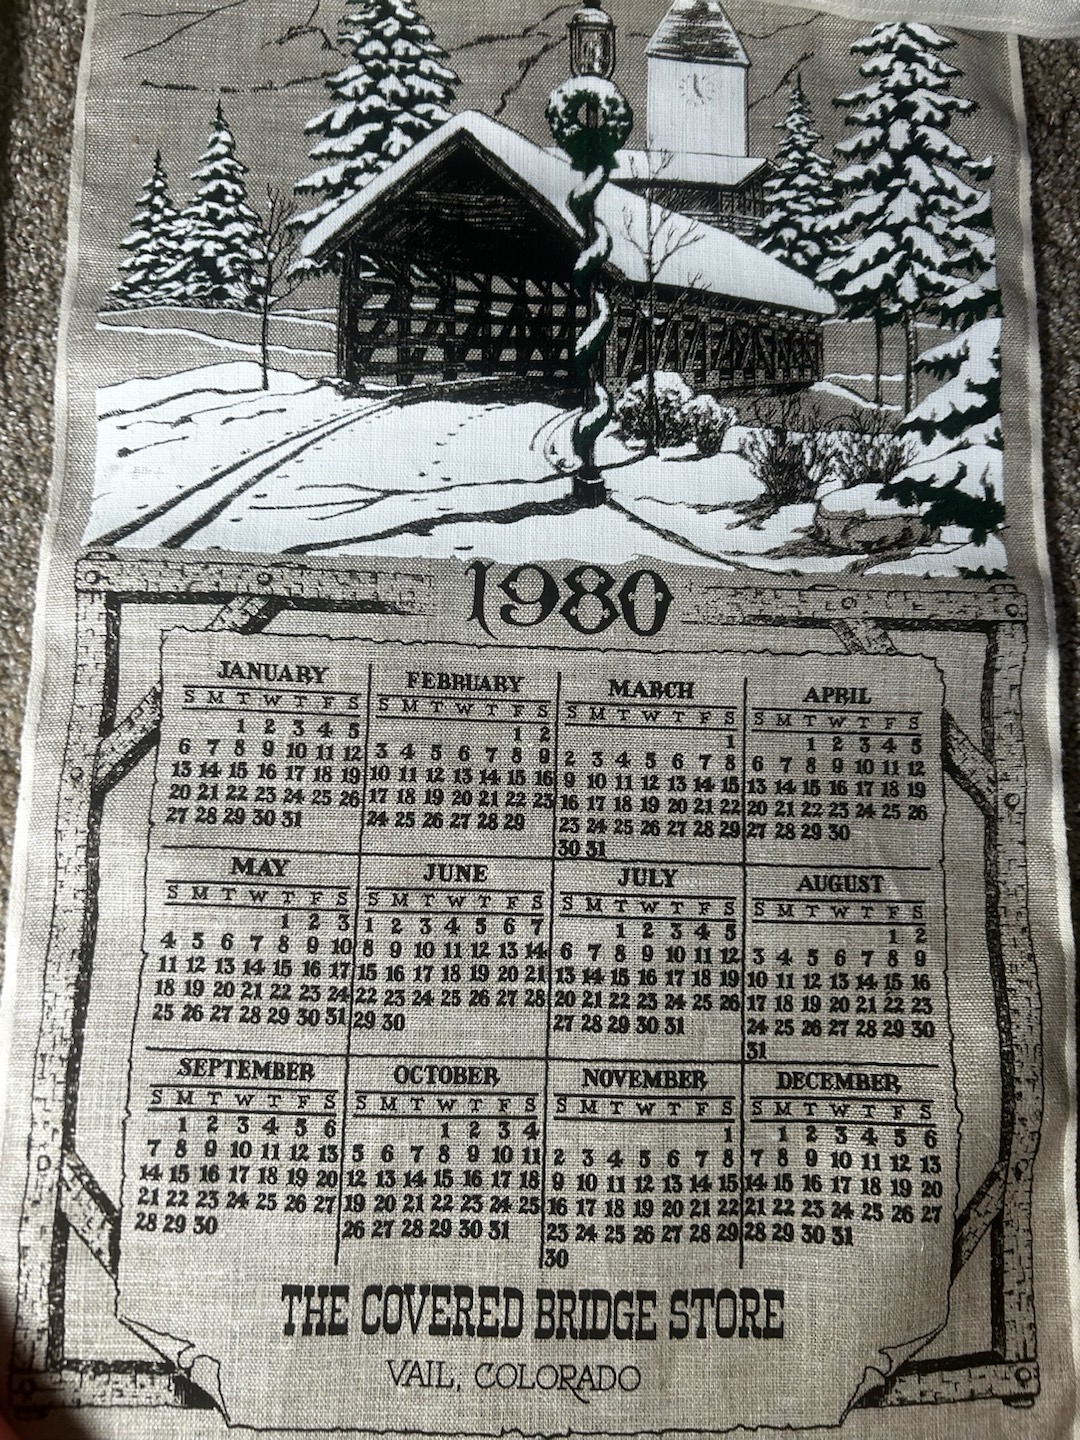 1980
JANUARY
S M T W T F S
1 2 3 4 5
6 7 8 9 10 11 12
13 14 15 16 17 18 19
20 21 22 23 24 25 26
27 28 29 30 31
FEBRUARY
S M T W T F S
1 2
3 4 5 6 7 8 9
10 11 12 13 14 15 16
17 18 19 20 21 22 23
24 25 26 27 28 29
MARCH
S M T W T F S
1
2 3 4 5 6 7 8
9 10 11 12 13 14 15
16 17 18 19 20 21 22
23 24 25 26 27 28 29
30 31
APRIL
S M T W T F S
1 2 3 4 5
6 7 8 9 10 11 12
13 14 15 16 17 18 19
20 21 22 23 24 25 26
27 28 29 30
MAY
S M T W T F S
1 2 3
4 5 6 7 8 9 10
11 12 13 14 15 16 17
18 19 20 21 22 23 24
25 26 27 28 29 30 31
JUNE
S M T W T F S
1 2 3 4 5 6 7
8 9 10 11 12 13 14
15 16 17 18 19 20 21
22 23 24 25 26 27 28
29 30
JULY
S M T W T F S
1 2 3 4 5
6 7 8 9 10 11 12
13 14 15 16 17 18 19
20 21 22 23 24 25 26
27 28 29 30 31
AUGUST
S M T W T F S
1 2
3 4 5 6 7 8 9
10 11 12 13 14 15 16
17 18 19 20 21 22 23
24 25 26 27 28 29 30
31
SEPTEMBER
S M T W T F S
1 2 3 4 5 6
7 8 9 10 11 12 13
14 15 16 17 18 19 20
21 22 23 24 25 26 27
28 29 30
OCTOBER
S M T W T F S
1 2 3 4
5 6 7 8 9 10 11
12 13 14 15 16 17 18
19 20 21 22 23 24 25
26 27 28 29 30 31
NOVEMBER
S M T W T F S
1
2 3 4 5 6 7 8
9 10 11 12 13 14 15
16 17 18 19 20 21 22
23 24 25 26 27 28 29
30
DECEMBER
S M T W T F S
1 2 3 4 5 6
7 8 9 10 11 12 13
14 15 16 17 18 19 20
21 22 23 24 25 26 27
28 29 30 31
THE COVERED BRIDGE STORE
VAIL, COLORADO